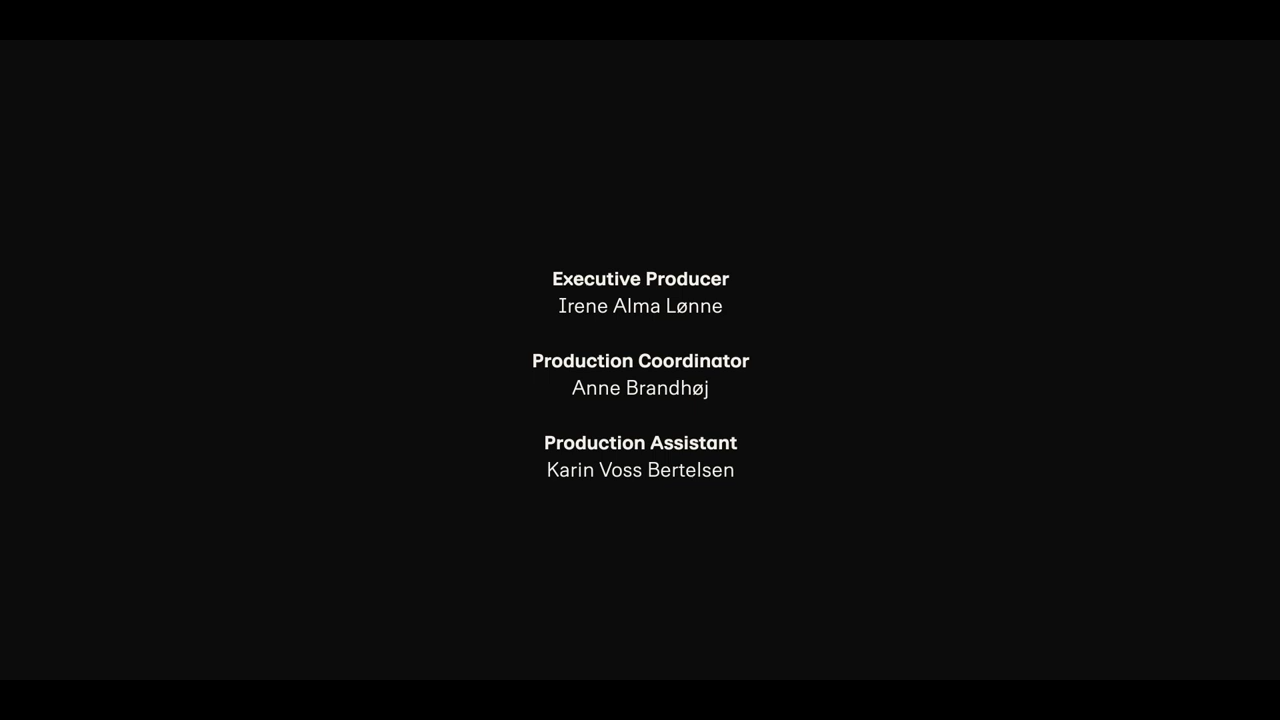 Executive Producer
Irene Alma Lønne
Production Coordinator
Anne Brandhøj
Production Assistant
Karin Voss Bertelsen